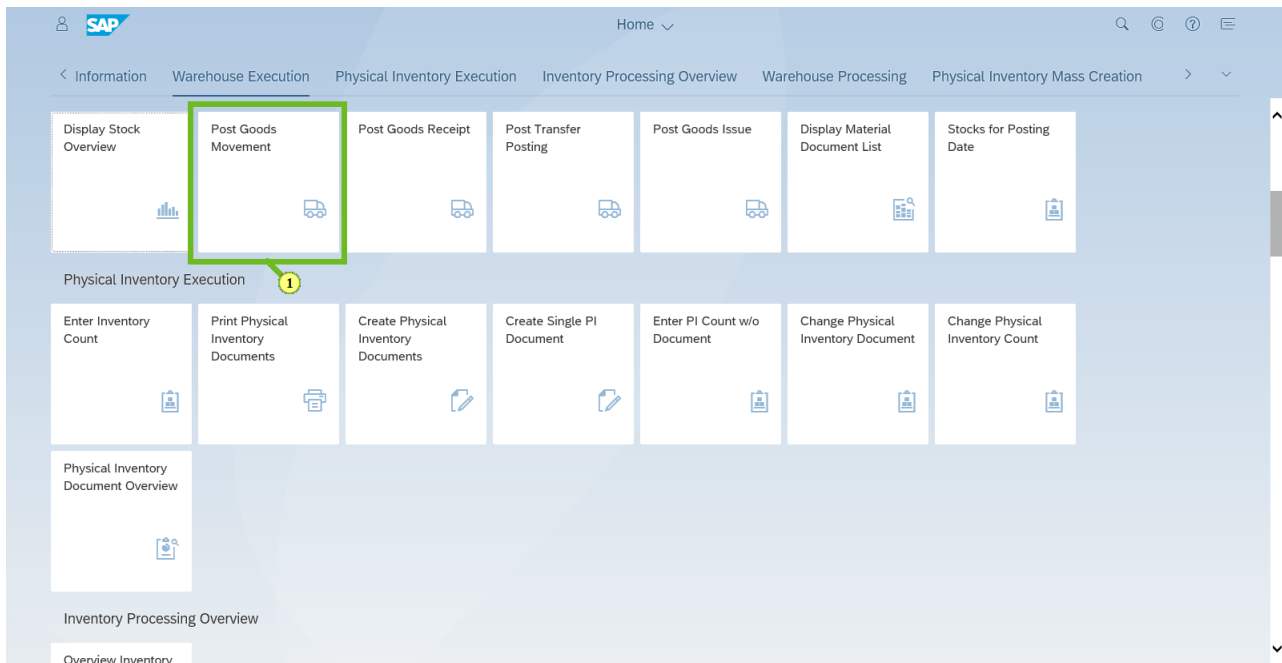 SAP
Home
Information Warehouse Execution Physical Inventory Execution Inventory Processing Overview Warehouse Processing Physical Inventory Mass Creation
Display Stock
Overview
Post Goods
Movement
Post Goods Receipt
Post Transfer
Posting
Post Goods Issue
Display Material
Document List
Stocks for Posting
Date
1
Physical Inventory Execution
Enter Inventory
Count
Print Physical
Inventory
Documents
Create Physical
Inventory
Documents
Create Single PI
Document
Enter PI Count w/o
Document
Change Physical
Inventory Document
Change Physical
Inventory Count
Physical Inventory
Document Overview
Inventory Processing Overview
Overview Inventory